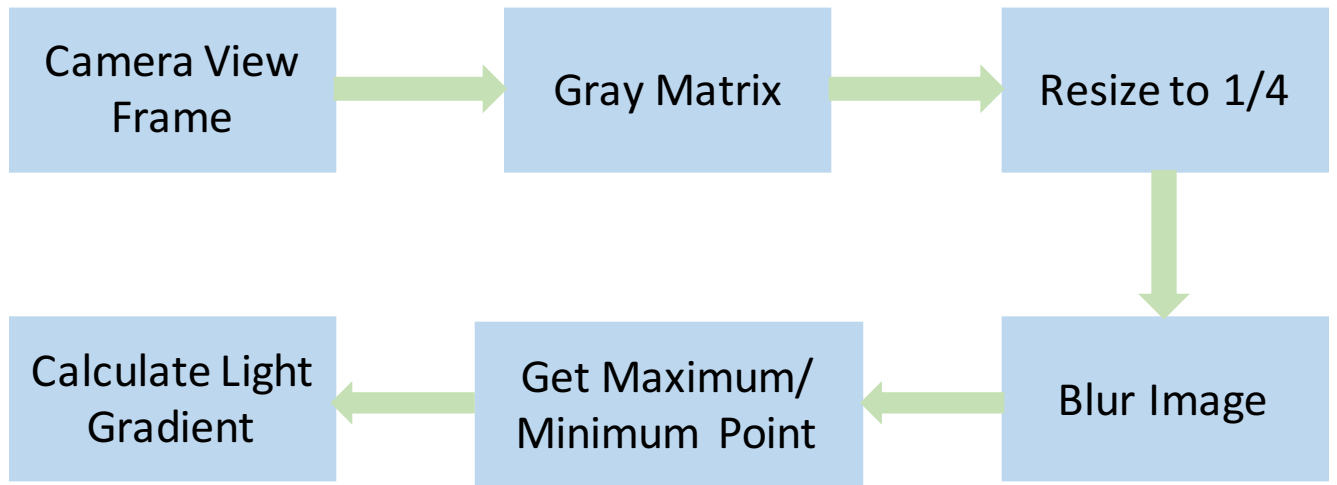 Camera View
Frame
Gray Matrix
Resize to 1/4
Blur Image
Get Maximum/
Minimum Point
Calculate Light
Gradient